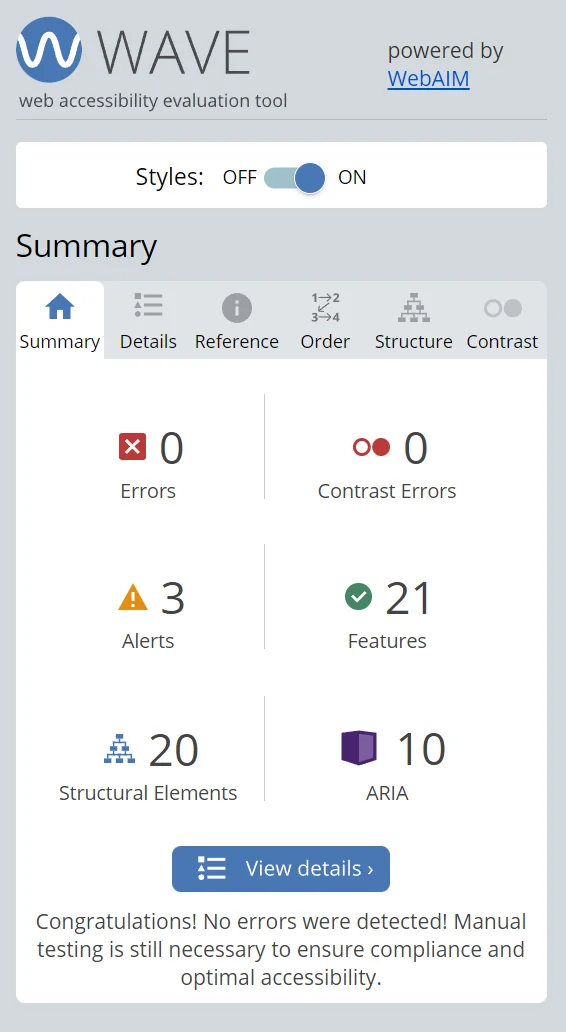 WAVE
powered by
WebAIM
web accessibility evaluation tool
Styles: OFF ON
Summary
1→2
3→4
Summary Details Reference Order Structure Contrast
0 0
Errors Contrast Errors
3 21
Alerts Features
20 10
Structural Elements ARIA
View details ›
Congratulations! No errors were detected! Manual
testing is still necessary to ensure compliance and
optimal accessibility.